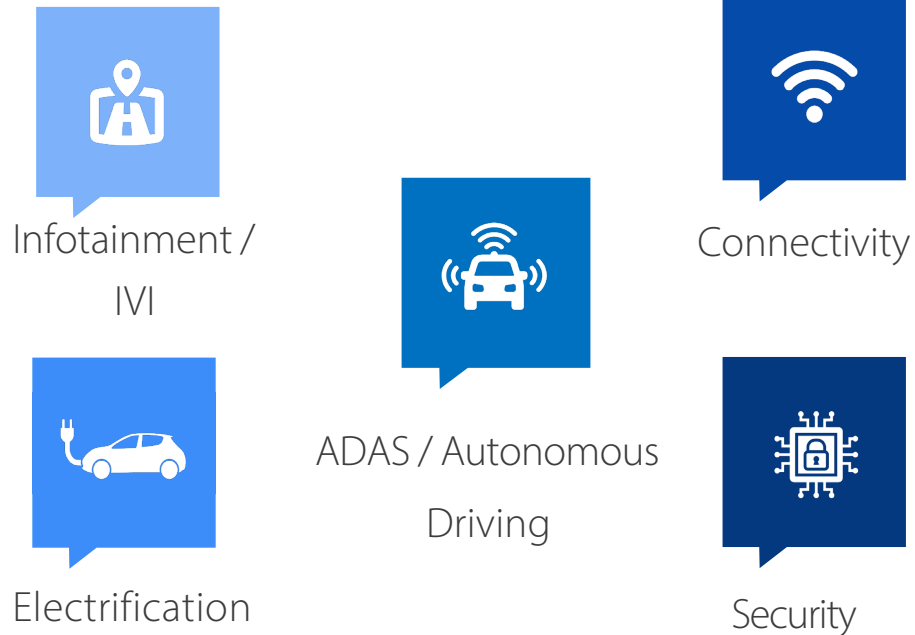 Infotainment /
IVI
Connectivity
ADAS / Autonomous
Driving
Electrification
Security